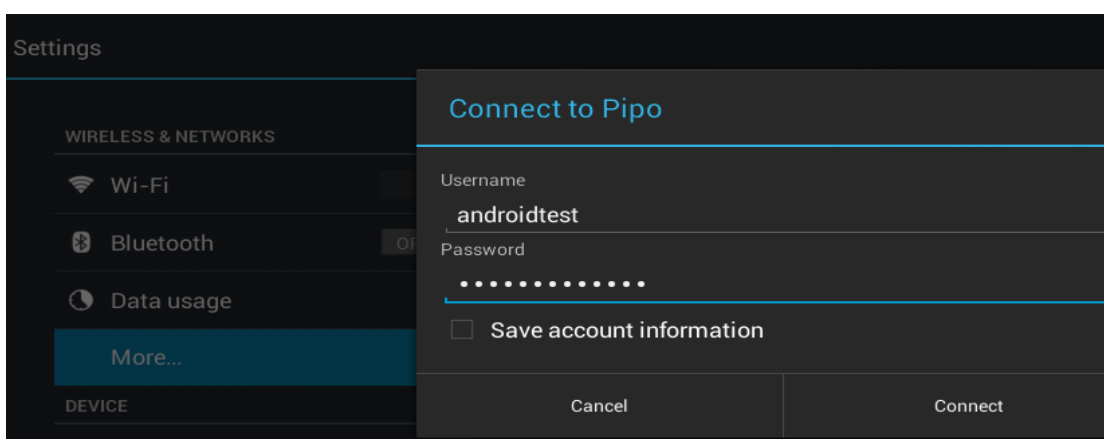 Settings
WIRELESS & NETWORKS
Wi-Fi
Bluetooth
Data usage
More...
DEVICE
Connect to Pipo
Username
androidtest
Password
•••••••••••••
Save account information
Cancel
Connect